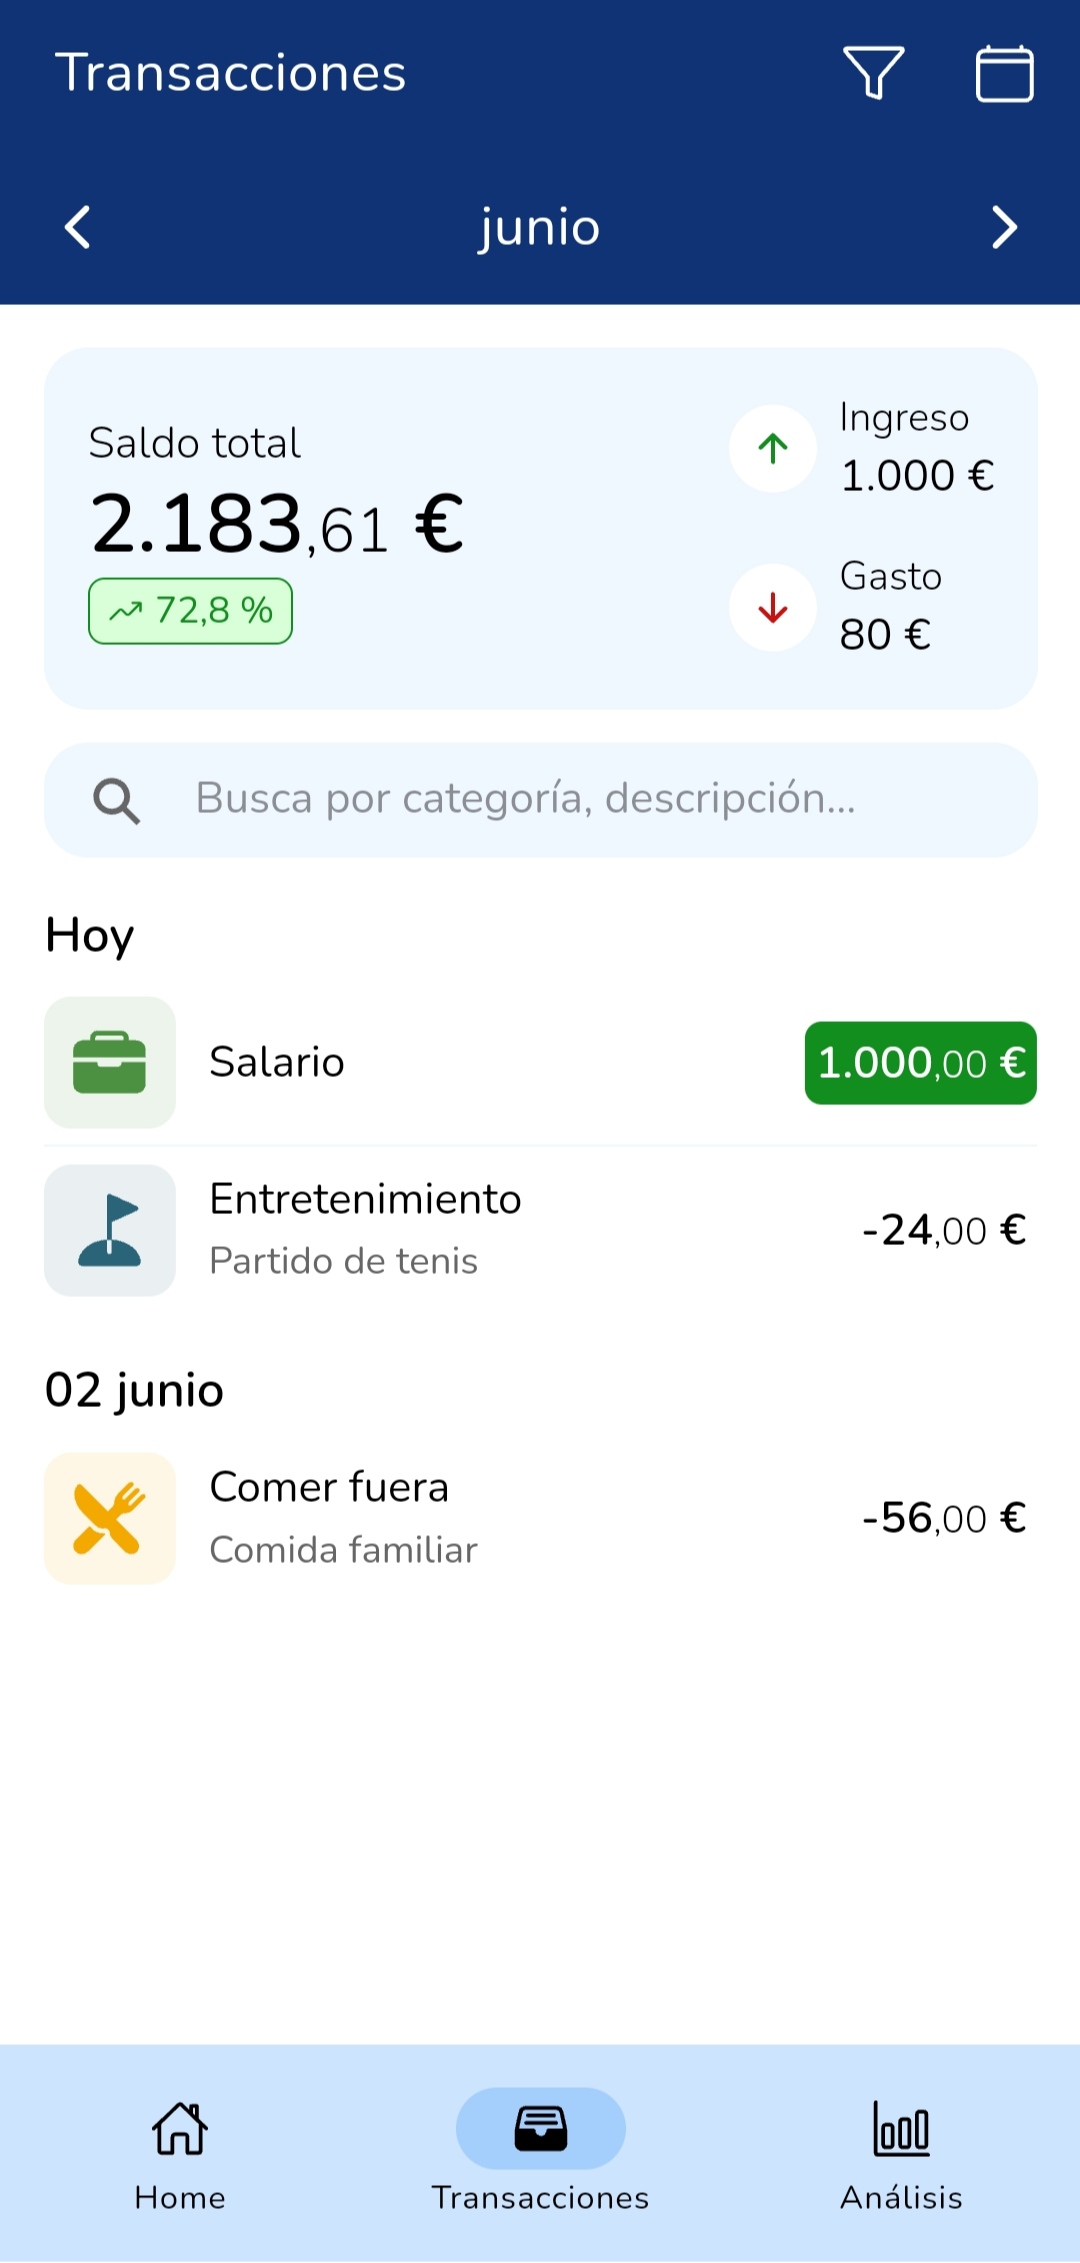 Transacciones
junio
Saldo total
2.183,61 €
72,8 %
Ingreso
1.000 €
Gasto
80 €
Busca por categoría, descripción...
Hoy
Salario
1.000,00 €
Entretenimiento
Partido de tenis
-24,00 €
02 junio
Comer fuera
Comida familiar
-56,00 €
Home
Transacciones
Análisis